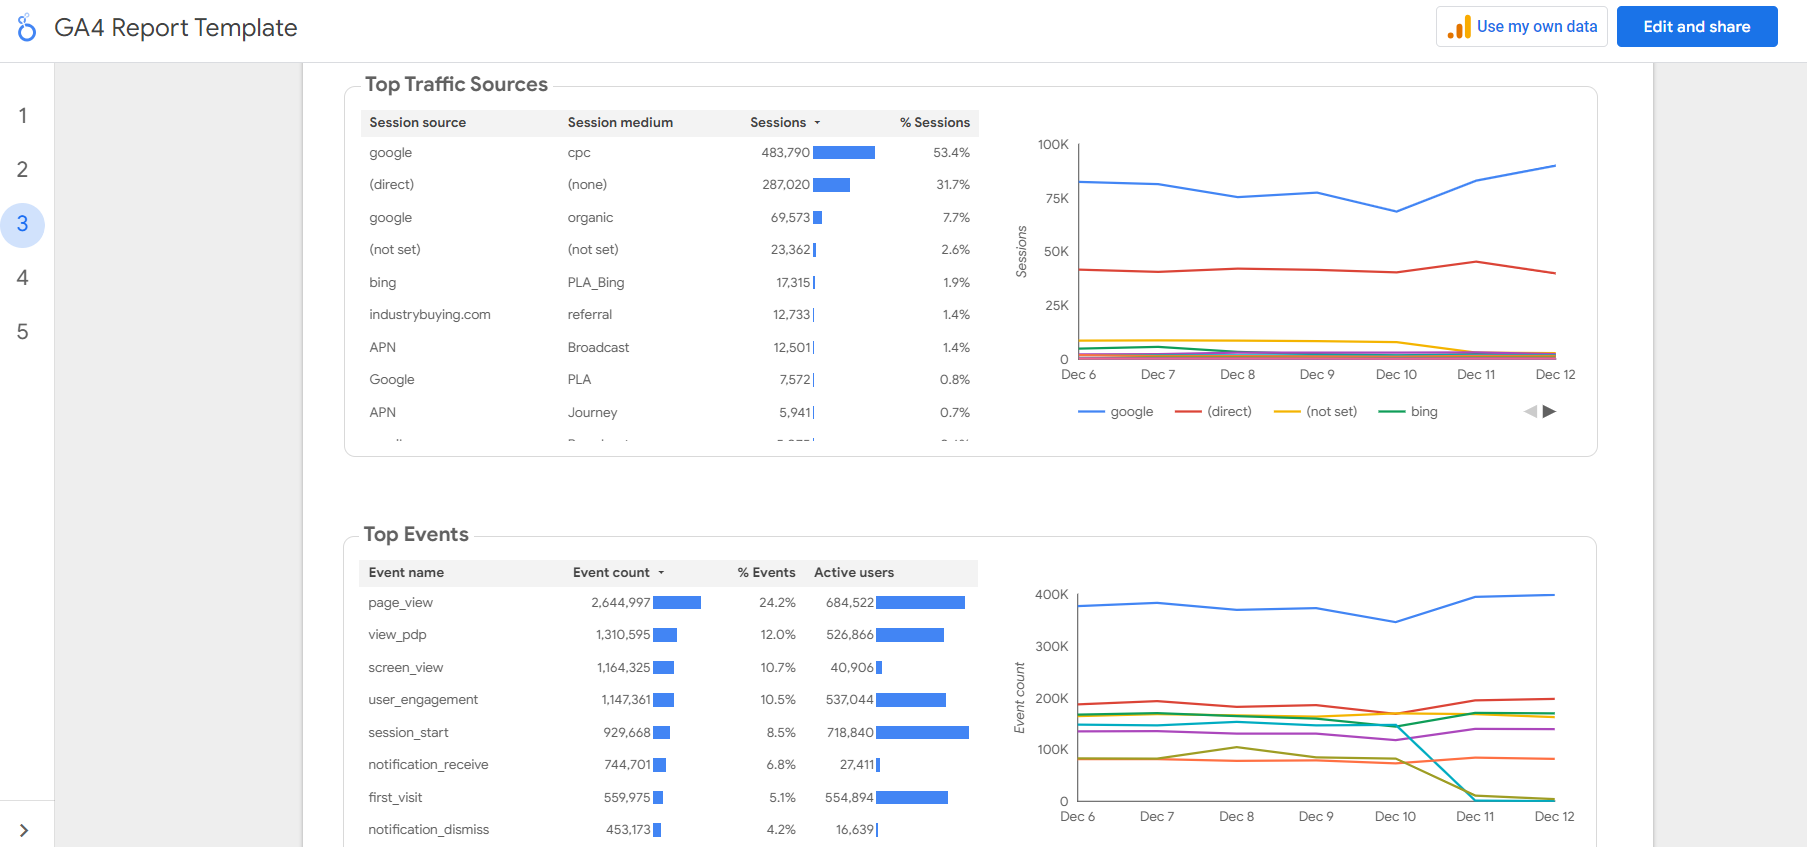 GA4 Report Template
Use my own data
Edit and share
1
2
3
4
5
Top Traffic Sources
Session source Session medium Sessions % Sessions
google cpc 483,790 53.4%
(direct) (none) 287,020 31.7%
google organic 69,573 7.7%
(not set) (not set) 23,362 2.6%
bing PLA_Bing 17,315 1.9%
industrybuying.com referral 12,733 1.4%
APN Broadcast 12,501 1.4%
Google PLA 7,572 0.8%
APN Journey 5,941 0.7%
Sessions
100K
75K
50K
25K
0
Dec 6 Dec 7 Dec 8 Dec 9 Dec 10 Dec 11 Dec 12
google (direct) (not set) bing
Top Events
Event name Event count % Events Active users
page_view 2,644,997 24.2% 684,522
view_pdp 1,310,595 12.0% 526,866
screen_view 1,164,325 10.7% 40,906
user_engagement 1,147,361 10.5% 537,044
session_start 929,668 8.5% 718,840
notification_receive 744,701 6.8% 27,411
first_visit 559,975 5.1% 554,894
notification_dismiss 453,173 4.2% 16,639
Event count
400K
300K
200K
100K
0
Dec 6 Dec 7 Dec 8 Dec 9 Dec 10 Dec 11 Dec 12